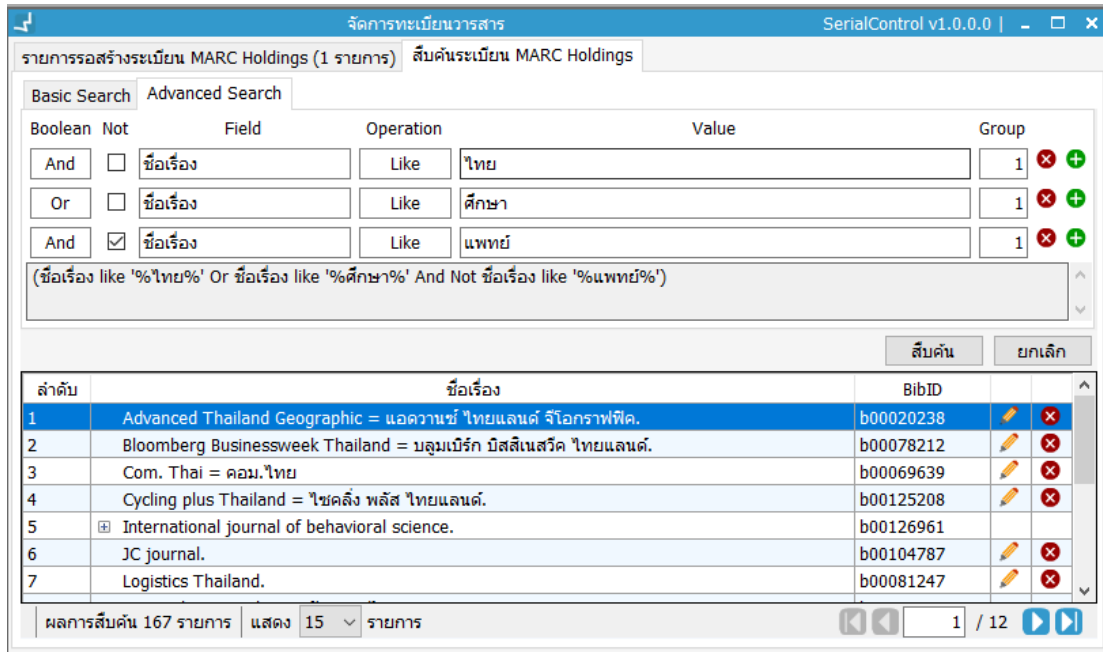 จัดการทะเบียนวารสาร SerialControl v1.0.0.0 |
รายการรอสร้างระเบียน MARC Holdings (1 รายการ) สืบค้นระเบียน MARC Holdings
Basic Search Advanced Search
Boolean Not Field Operation Value Group
And ชื่อเรื่อง Like ไทย 1
Or ชื่อเรื่อง Like ศึกษา 1
And ชื่อเรื่อง Like แพทย์ 1
(ชื่อเรื่อง like '%ไทย%' Or ชื่อเรื่อง like '%ศึกษา%' And Not ชื่อเรื่อง like '%แพทย์%')
สืบค้น ยกเลิก
ลำดับ ชื่อเรื่อง BibID
1 Advanced Thailand Geographic = แอดวานซ์ ไทยแลนด์ จีโอกราฟฟิค. b00020238
2 Bloomberg Businessweek Thailand = บลูมเบิร์ก บิสสิเนสวีค ไทยแลนด์. b00078212
3 Com. Thai = คอม.ไทย b00069639
4 Cycling plus Thailand = ไซคลิ่ง พลัส ไทยแลนด์. b00125208
5 International journal of behavioral science. b00126961
6 JC journal. b00104787
7 Logistics Thailand. b00081247
ผลการสืบค้น 167 รายการ แสดง 15 รายการ 1 / 12